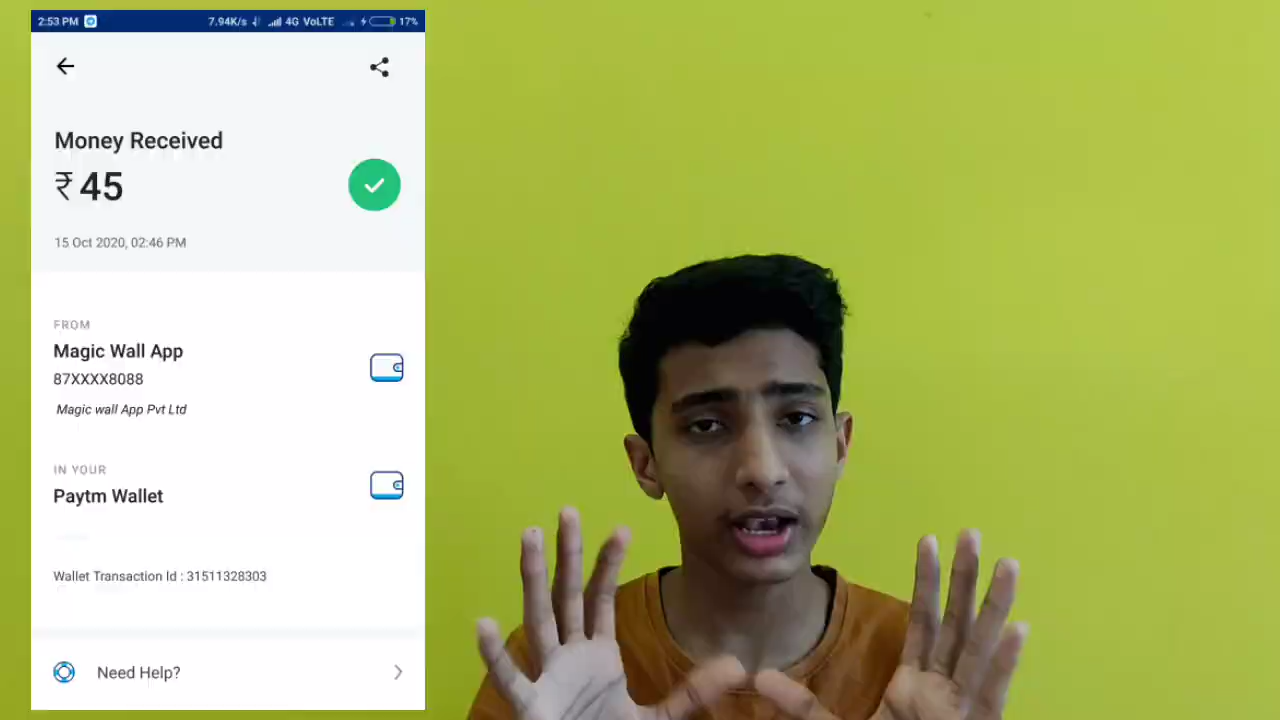 2:53 PM 7.94K/s 4G VoLTE 17%
Money Received
₹45
15 Oct 2020, 02:46 PM
FROM
Magic Wall App
87XXXX8088
Magic wall App Pvt Ltd
IN YOUR
Paytm Wallet
Wallet Transaction Id : 31511328303
Need Help?